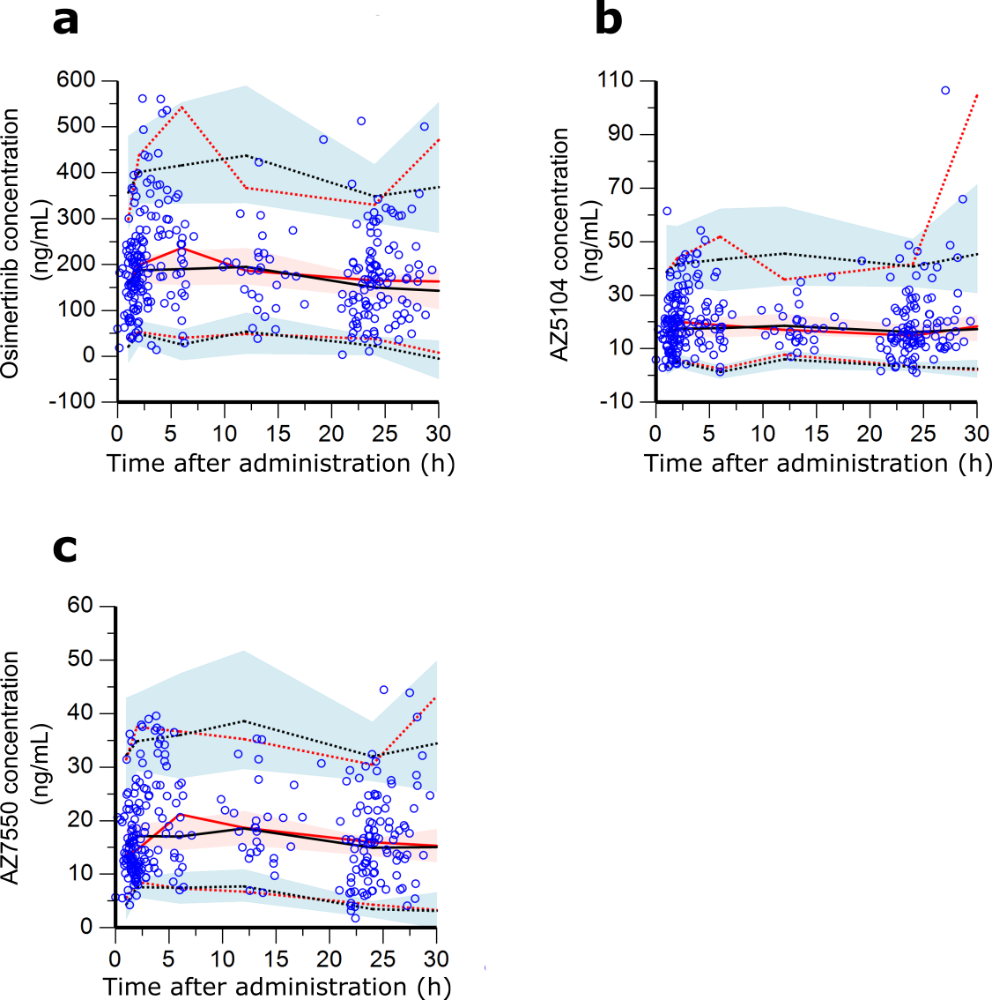 a
Osimertinib concentration
(ng/mL)
600
500
400
300
200
100
0
-100
0 5 10 15 20 25 30
Time after administration (h)
b
AZ5104 concentration
(ng/mL)
110
90
70
50
30
10
-10
0 5 10 15 20 25 30
Time after administration (h)
c
AZ7550 concentration
(ng/mL)
60
50
40
30
20
10
0
0 5 10 15 20 25 30
Time after administration (h)